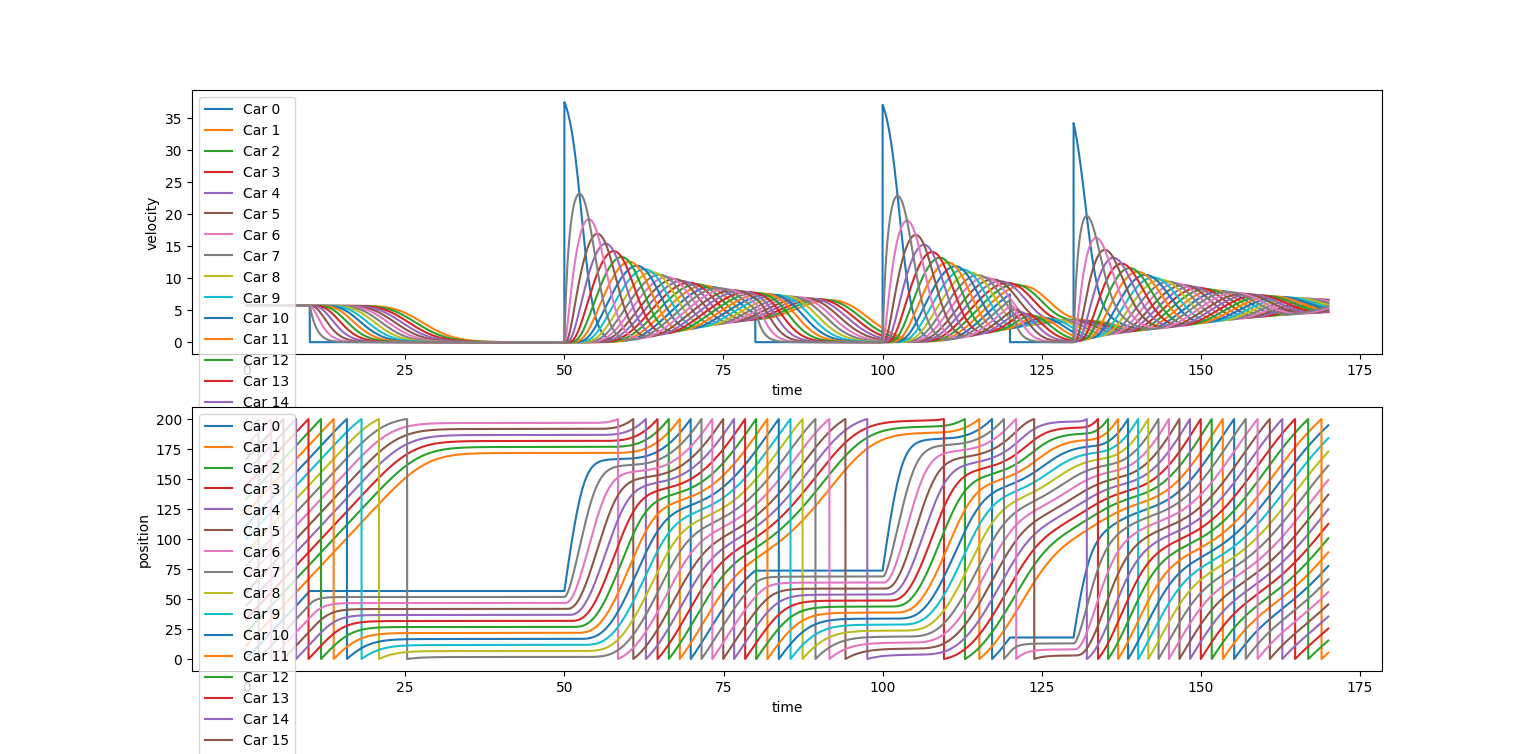 35
30
25
20
15
10
5
0
velocity
Car 0
Car 1
Car 2
Car 3
Car 4
Car 5
Car 6
Car 7
Car 8
Car 9
Car 10
Car 11
Car 12
Car 13
Car 14
0 25 50 75 100 125 150 175
time
200
175
150
125
100
75
50
25
0
position
Car 0
Car 1
Car 2
Car 3
Car 4
Car 5
Car 6
Car 7
Car 8
Car 9
Car 10
Car 11
Car 12
Car 13
Car 14
Car 15
0 25 50 75 100 125 150 175
time